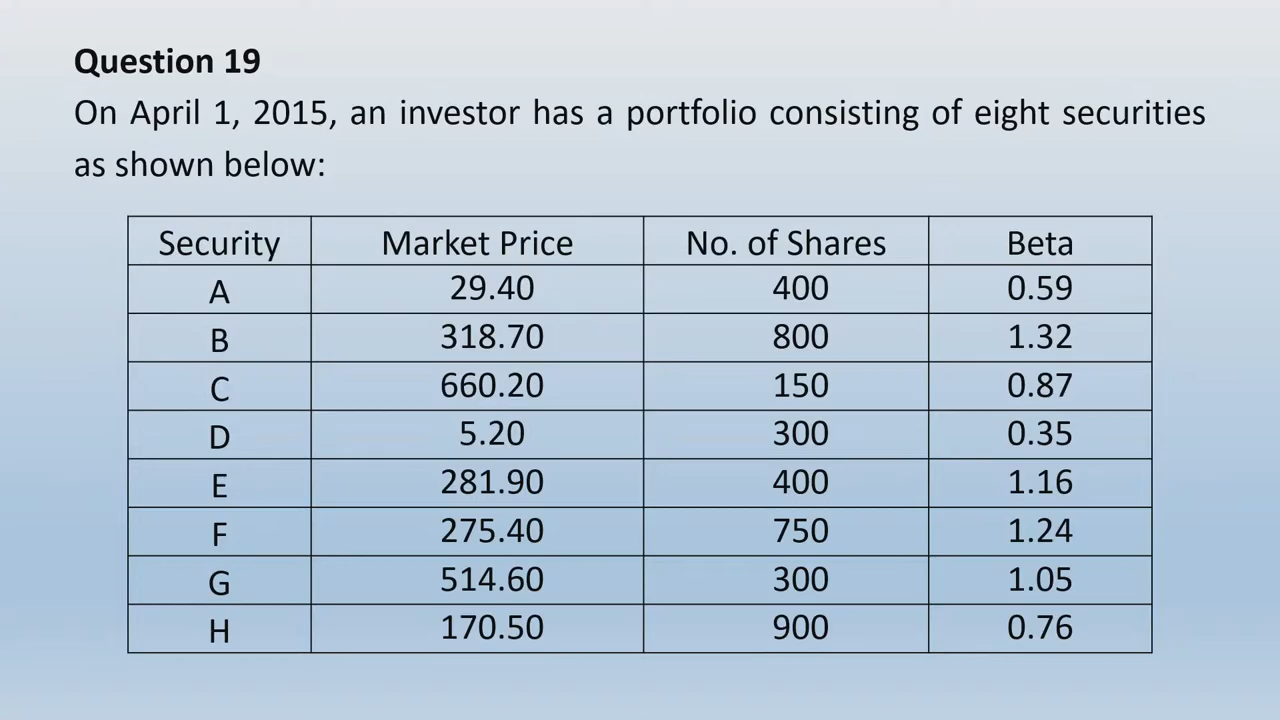 Question 19
On April 1, 2015, an investor has a portfolio consisting of eight securities
as shown below:
Security Market Price No. of Shares Beta
A 29.40 400 0.59
B 318.70 800 1.32
C 660.20 150 0.87
D 5.20 300 0.35
E 281.90 400 1.16
F 275.40 750 1.24
G 514.60 300 1.05
H 170.50 900 0.76